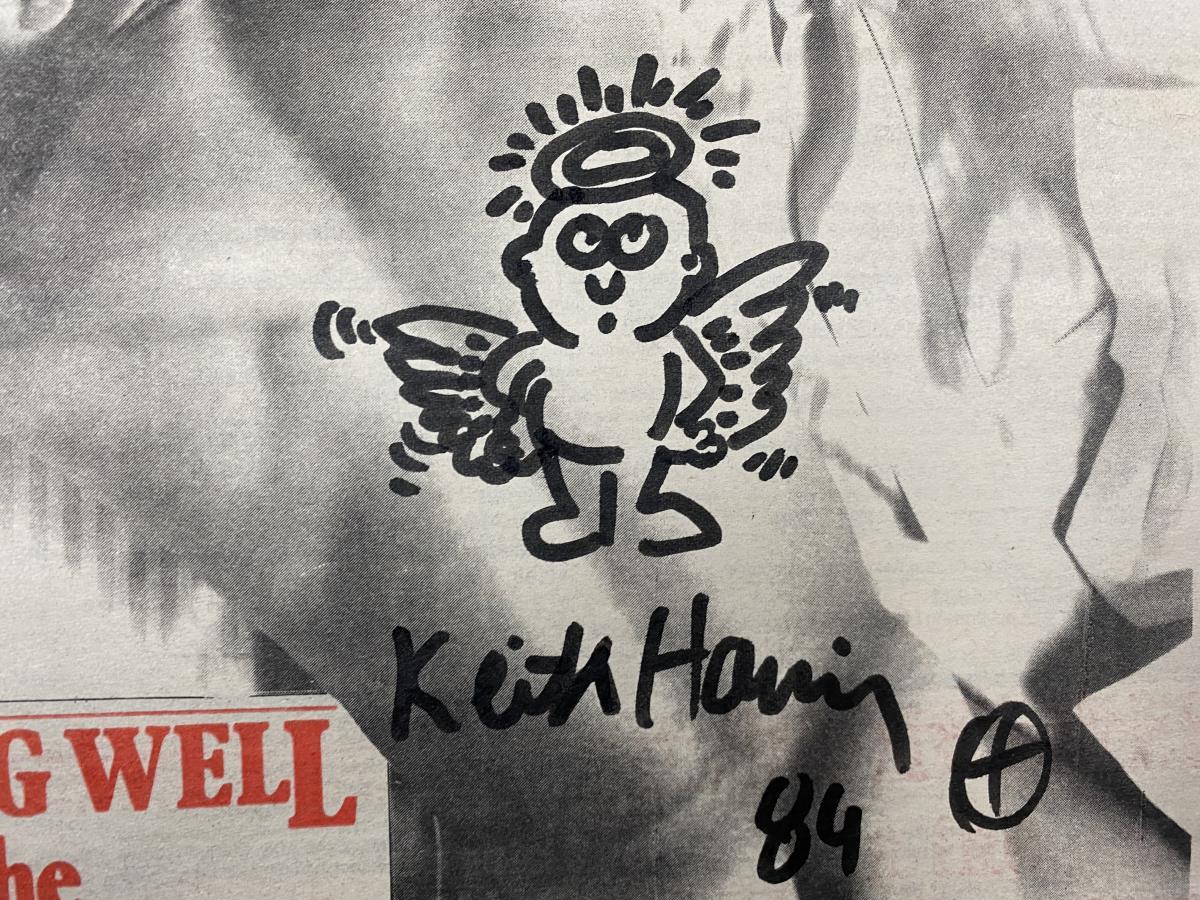 Keith Haring
84
G WELL
he